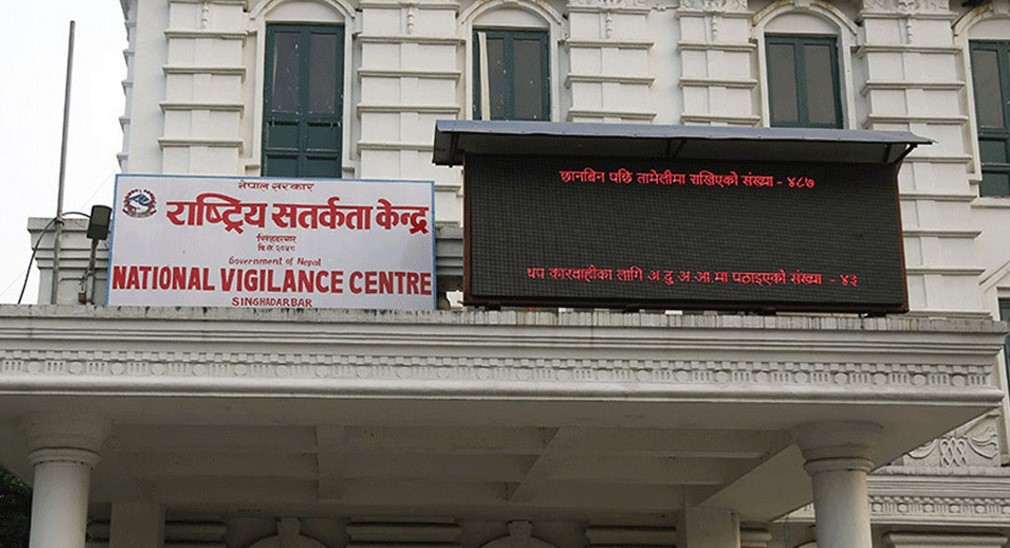 नेपाल सरकार
राष्ट्रिय सतर्कता केन्द्र
सिंहदरबार
वि.सं. २०५९
Government of Nepal
NATIONAL VIGILANCE CENTRE
SINGHADARBAR
छानबिन पछि तामेलीमा राखिएको संख्या - ४८७
थप कारवाहीका लागि अ.दु.अ.आ.मा पठाइएको संख्या - ४३